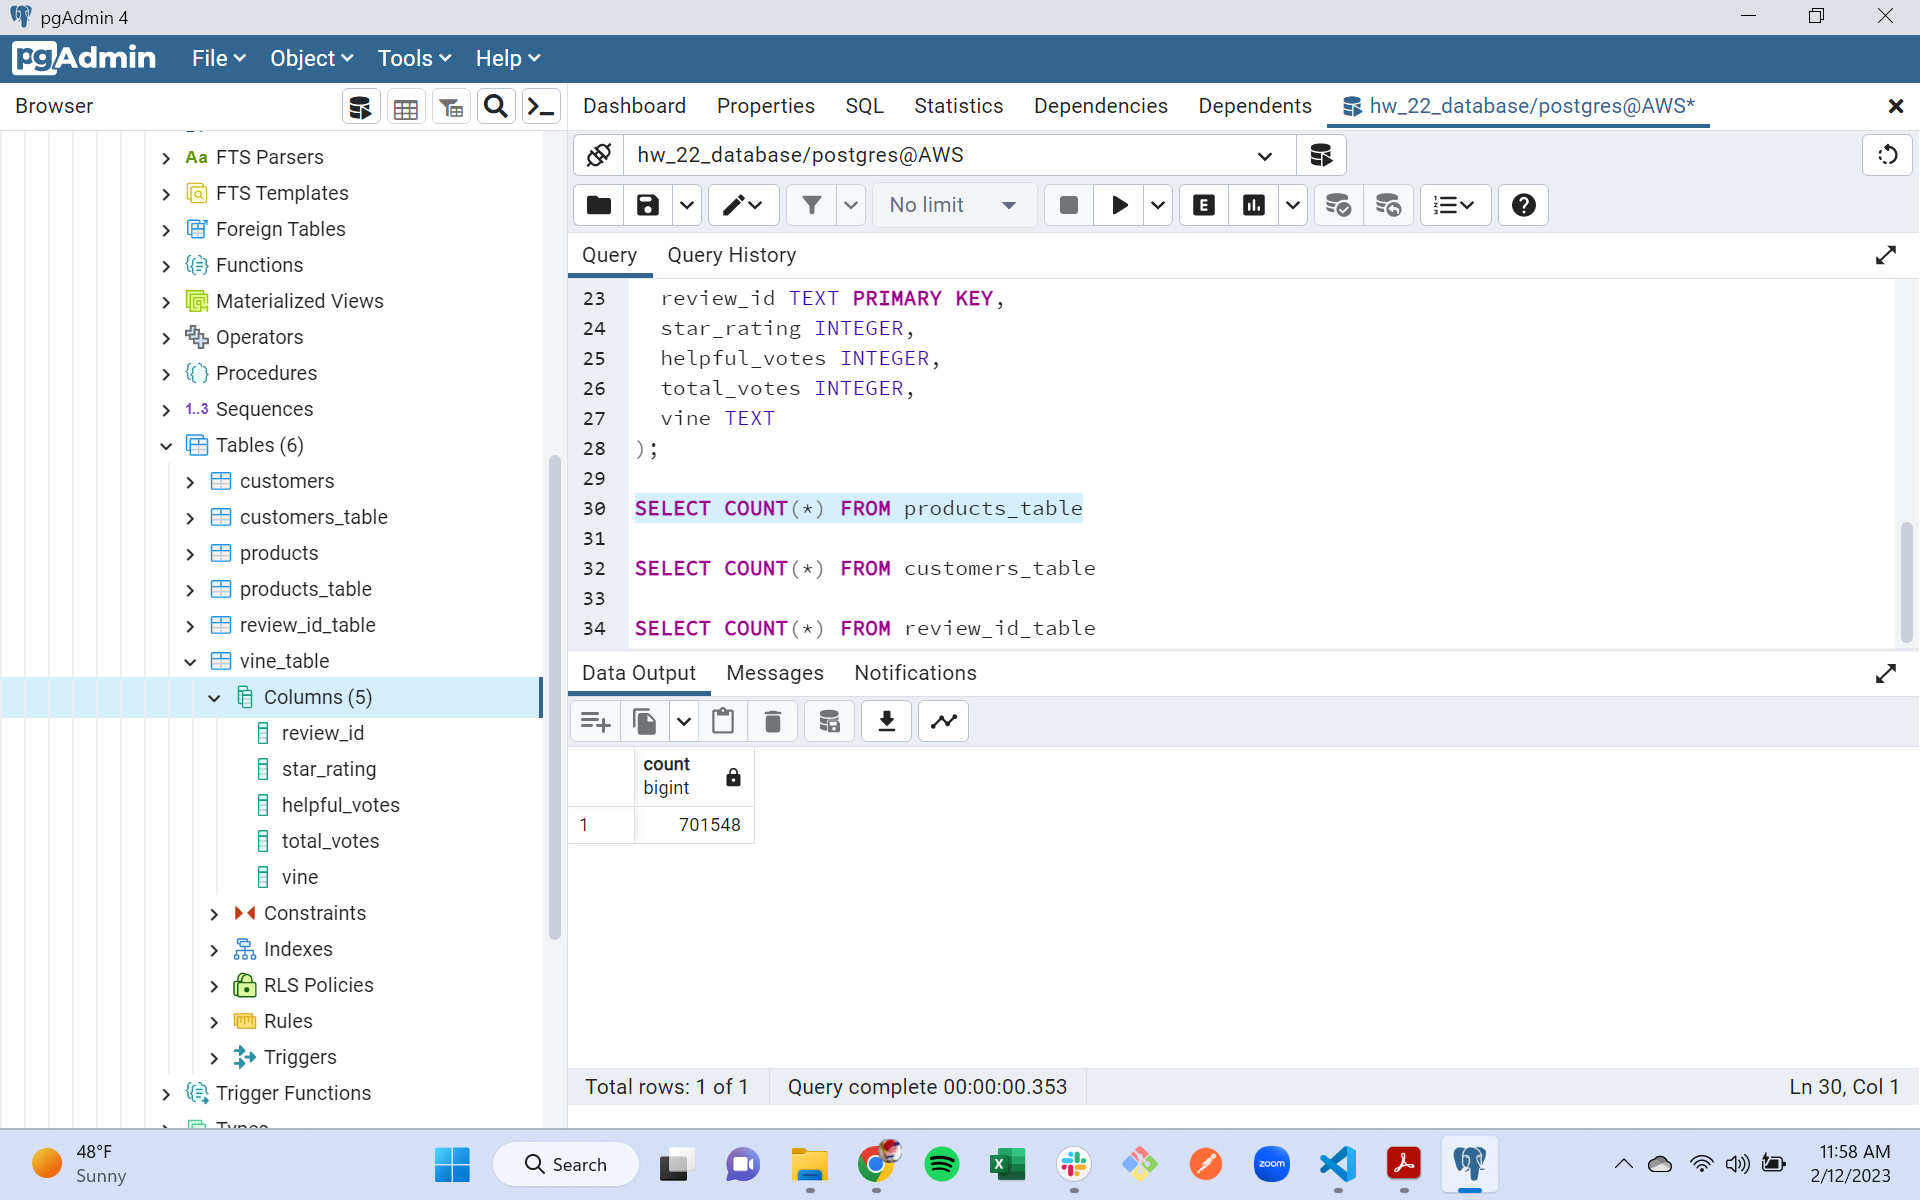 pgAdmin 4
pgAdmin File Object Tools Help
Browser
Dashboard Properties SQL Statistics Dependencies Dependents hw_22_database/postgres@AWS*
hw_22_database/postgres@AWS
No limit
Query Query History
Aa FTS Parsers
FTS Templates
Foreign Tables
Functions
Materialized Views
Operators
Procedures
1..3 Sequences
Tables (6)
customers
customers_table
products
products_table
review_id_table
vine_table
Columns (5)
review_id
star_rating
helpful_votes
total_votes
vine
Constraints
Indexes
RLS Policies
Rules
Triggers
Trigger Functions
Types
23 review_id TEXT PRIMARY KEY,
24 star_rating INTEGER,
25 helpful_votes INTEGER,
26 total_votes INTEGER,
27 vine TEXT
28 );
29
30 SELECT COUNT(*) FROM products_table
31
32 SELECT COUNT(*) FROM customers_table
33
34 SELECT COUNT(*) FROM review_id_table
Data Output Messages Notifications
count
bigint
1 701548
Total rows: 1 of 1 Query complete 00:00:00.353 Ln 30, Col 1
48°F
Sunny
Search
zoom
11:58 AM
2/12/2023